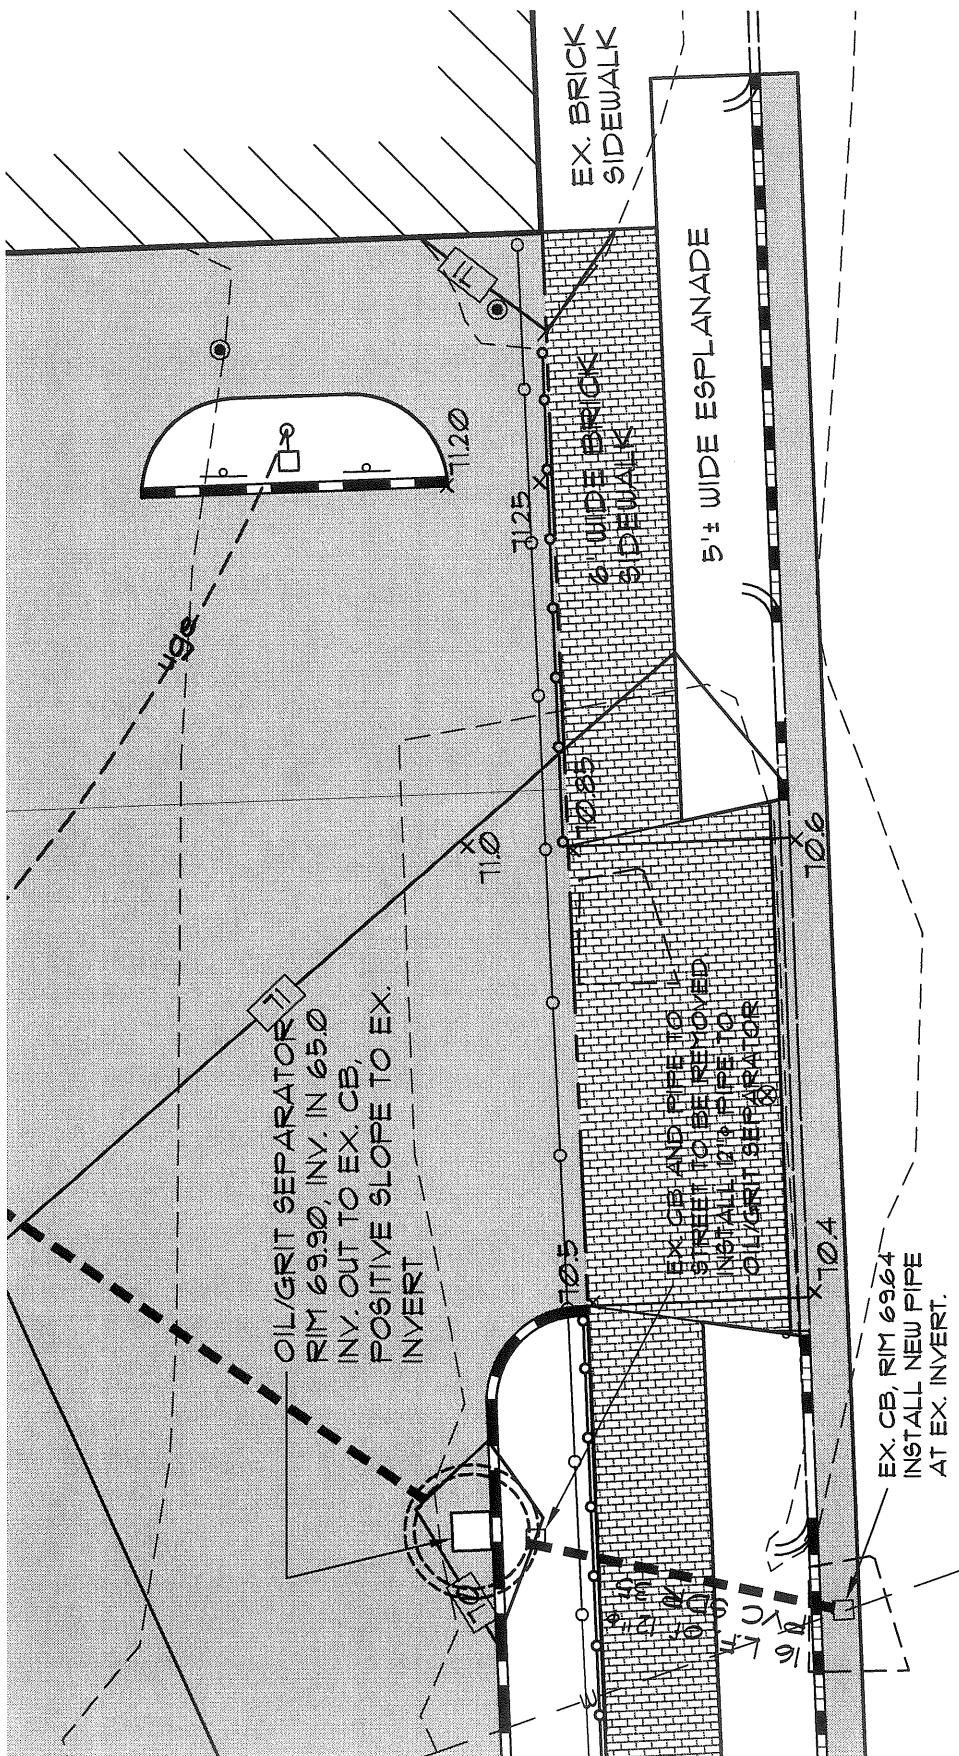 EX. BRICK
SIDEWALK
71
71.20
71.25
6' WIDE BRICK
SIDEWALK
5'± WIDE ESPLANADE
uge
71.0
70.85
70.6
71
OIL/GRIT SEPARATOR
RIM 69.90, INV. IN 65.0
INV. OUT TO EX. CB,
POSITIVE SLOPE TO EX.
INVERT
EX. CB AND PIPE TO
STREET TO BE REMOVED
INSTALL 12"ø PIPE TO
OIL/GRIT SEPARATOR
70.5
70.4
EX. CB, RIM 69.64
INSTALL NEW PIPE
AT EX. INVERT.
70
12"ø